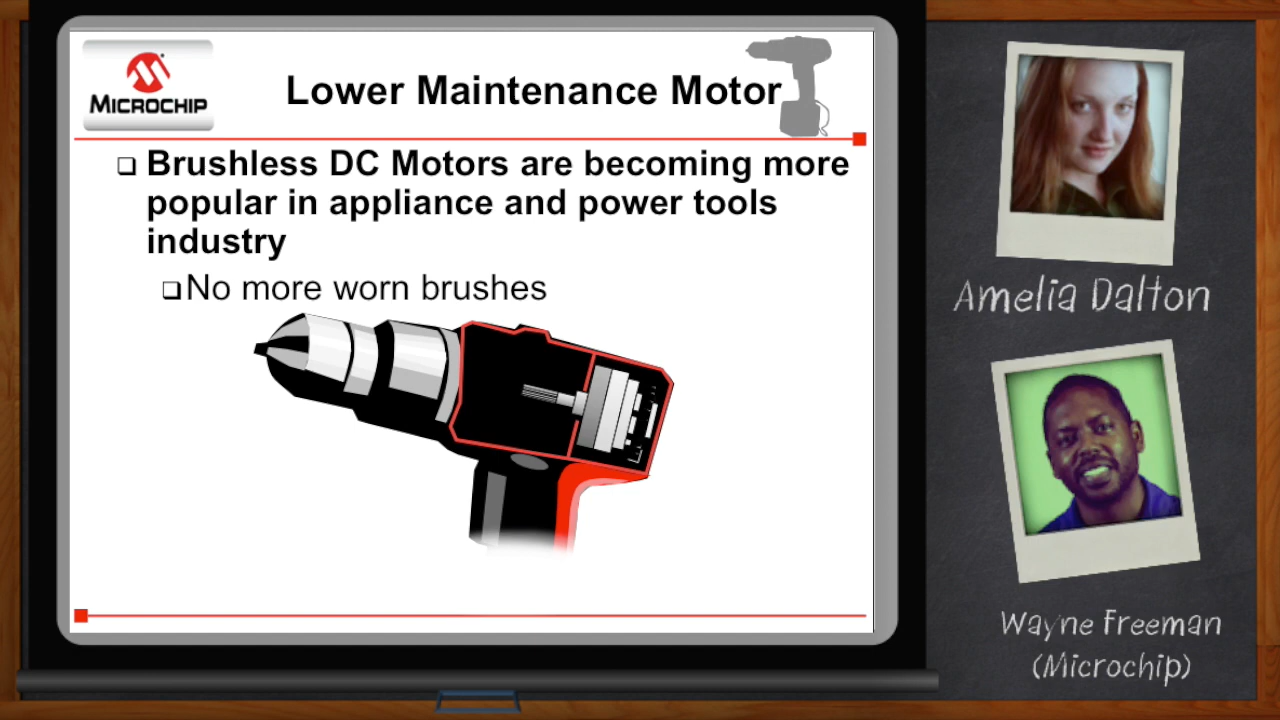 MICROCHIP
Lower Maintenance Motor
Brushless DC Motors are becoming more
popular in appliance and power tools
industry
No more worn brushes
Amelia Dalton
Wayne Freeman
(Microchip)